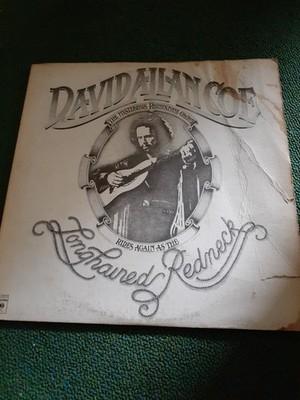 DAVID ALLAN COE
THE MYSTERIOUS RHINESTONE COWBOY
RIDES AGAIN AS THE
Longhaired Redneck